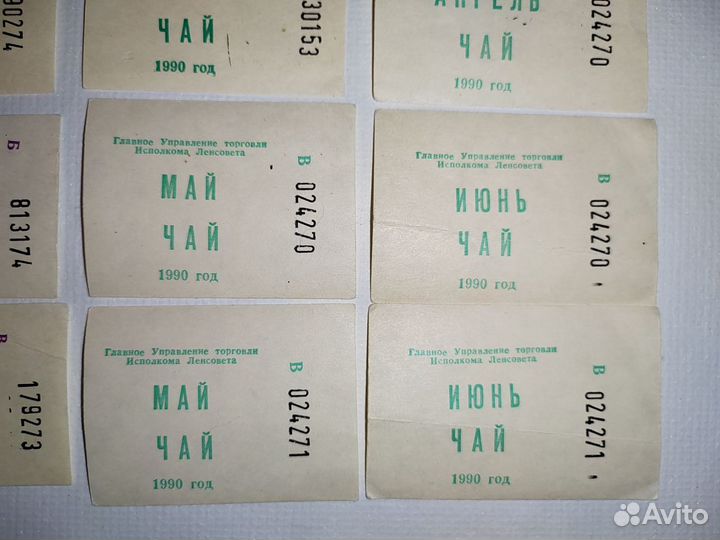 90274
ЧАЙ
1990 год
30153
АПРЕЛЬ
ЧАЙ
1990 год
024270
Б
813174
Главное Управление торговли
Исполкома Ленсовета
МАЙ
ЧАЙ
1990 год
В 024270
Главное Управление торговли
Исполкома Ленсовета
ИЮНЬ
ЧАЙ
1990 год
В 024270
В
179273
Главное Управление торговли
Исполкома Ленсовета
МАЙ
ЧАЙ
1990 год
В 024271
Главное Управление торговли
Исполкома Ленсовета
ИЮНЬ
ЧАЙ
1990 год
В 024271
Avito